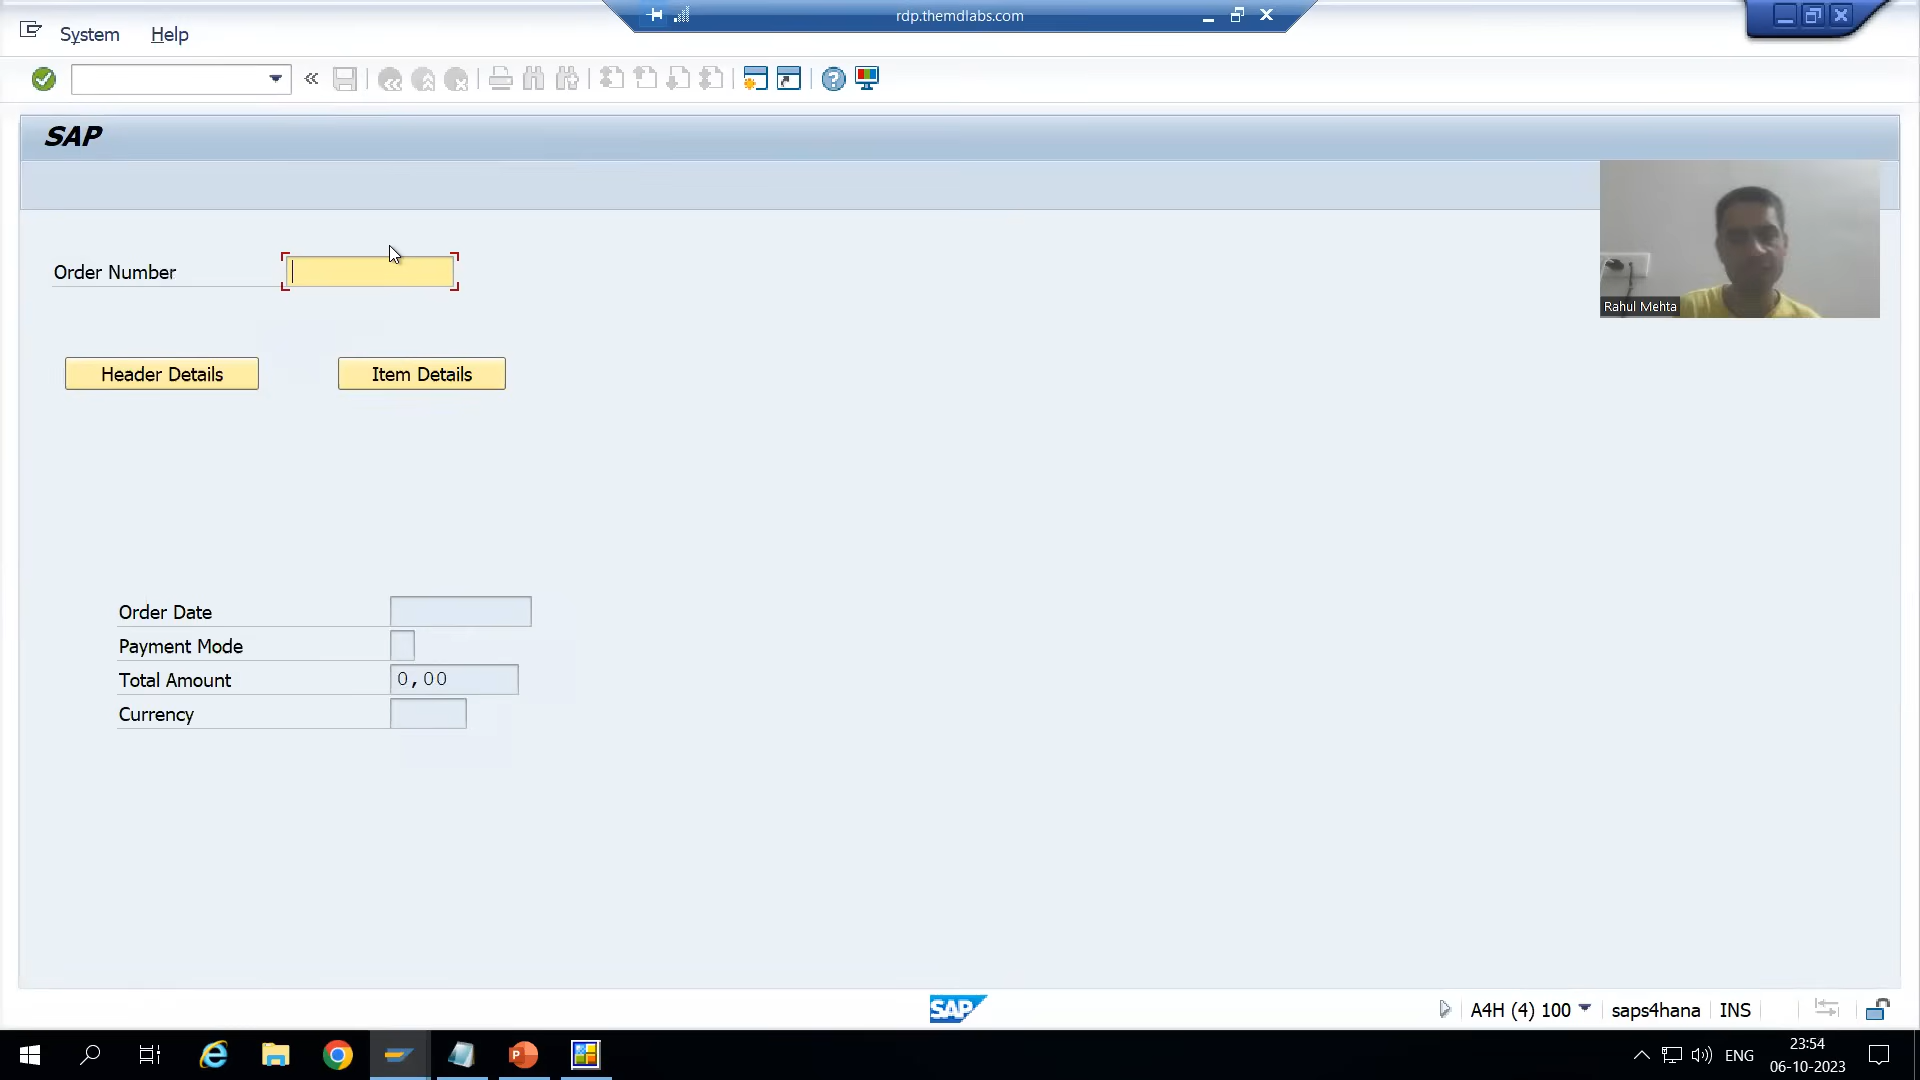 rdp.themdlabs.com
System Help
SAP
Order Number
Rahul Mehta
Header Details Item Details
Order Date
Payment Mode
Total Amount 0,00
Currency
SAP
A4H (4) 100 saps4hana INS
23:54
ENG
06-10-2023